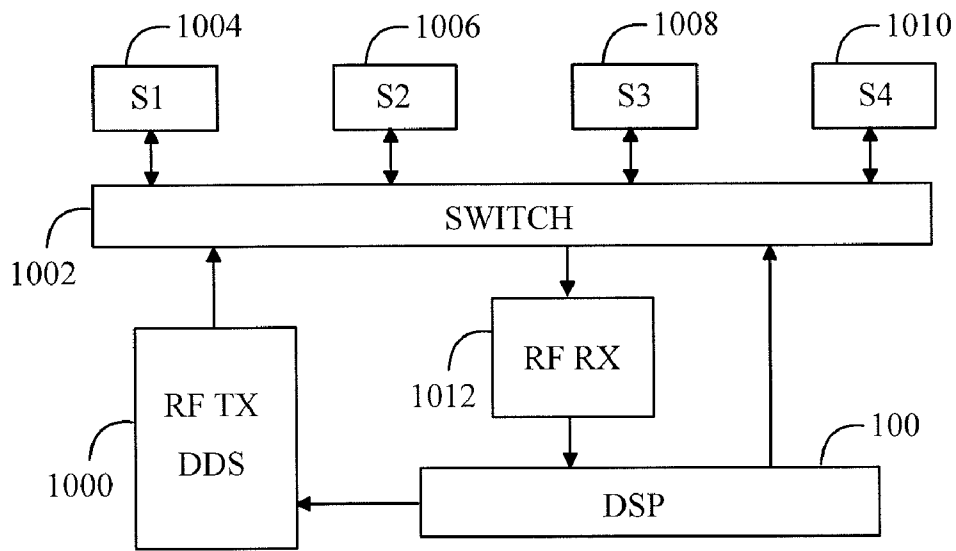 1004
1006
1008
1010
S1
S2
S3
S4
SWITCH
1002
RF RX
1012
RF TX
DDS
1000
100
DSP